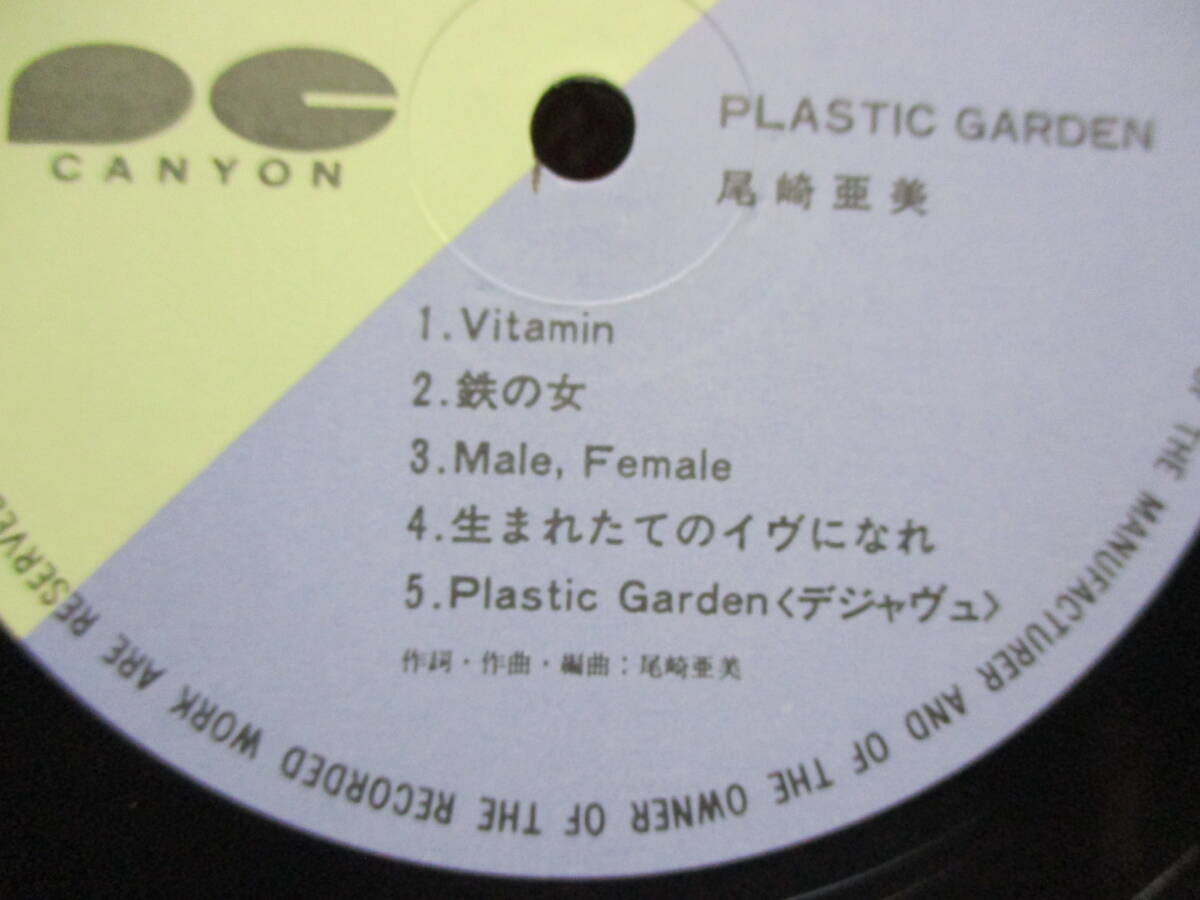 CANYON
PLASTIC GARDEN
尾崎亜美
1.Vitamin
2.鉄の女
3.Male, Female
4.生まれたてのイヴになれ
5.Plastic Garden〈デジャヴュ〉
作詞・作曲・編曲：尾崎亜美
OF THE MANUFACTURER AND OF THE OWNER OF THE RECORDED WORK ARE RESERVED